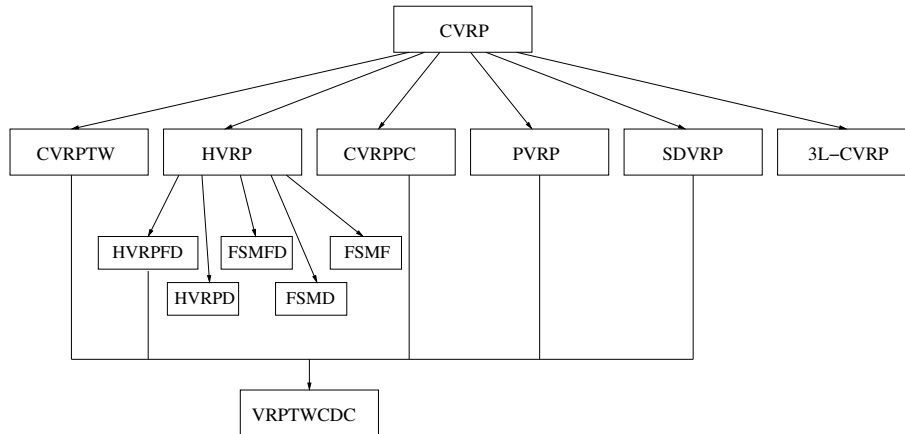 CVRP
CVRPTW
HVRP
CVRPPC
PVRP
SDVRP
3L−CVRP
HVRPFD
FSMFD
FSMF
HVRPD
FSMD
VRPTWCDC